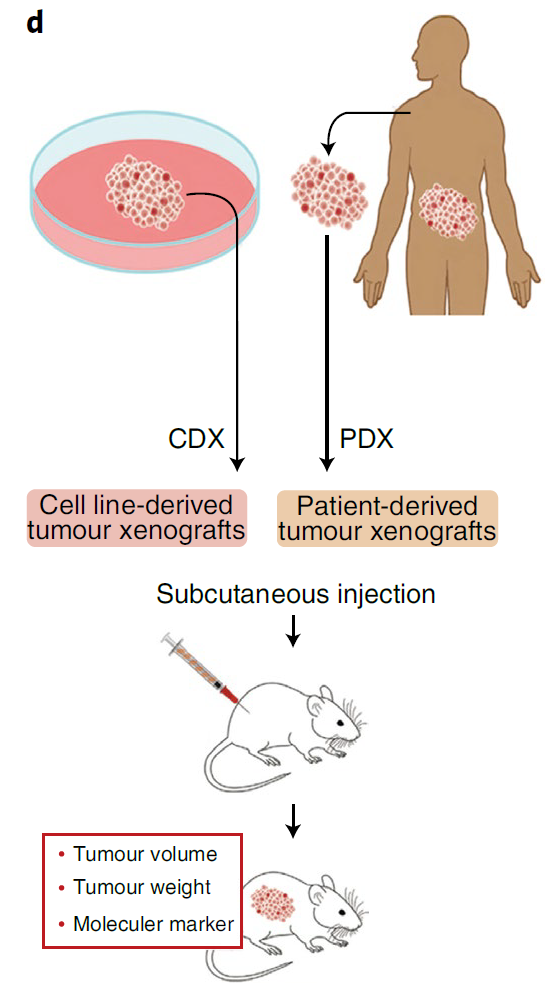 d
CDX
PDX
Cell line-derived
tumour xenografts
Patient-derived
tumour xenografts
Subcutaneous injection
• Tumour volume
• Tumour weight
• Moleculer marker